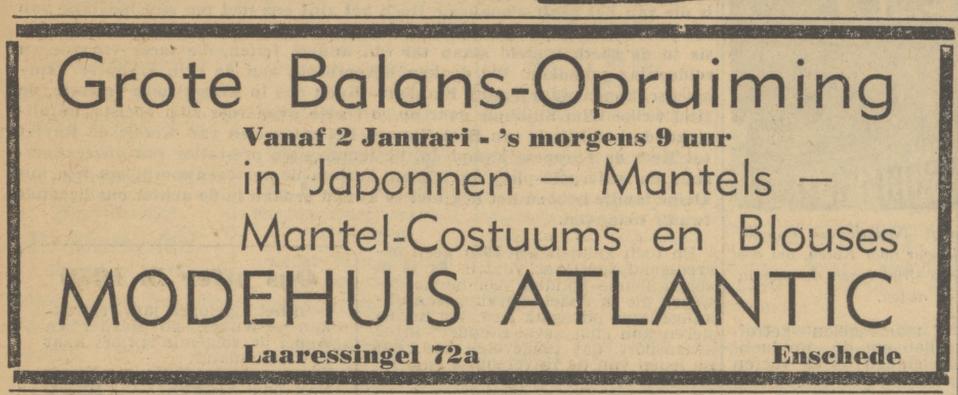 Grote Balans-Opruiming
Vanaf 2 Januari - 's morgens 9 uur
in Japonnen — Mantels —
Mantel-Costuums en Blouses
MODEHUIS ATLANTIC
Laaressingel 72a Enschede